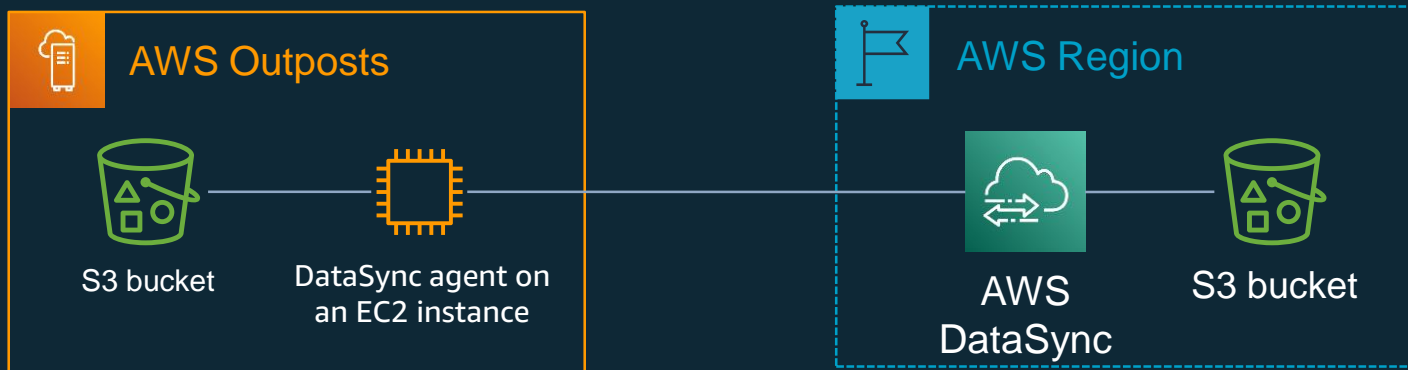 AWS Outposts
AWS Region
S3 bucket
DataSync agent on
an EC2 instance
AWS
DataSync
S3 bucket